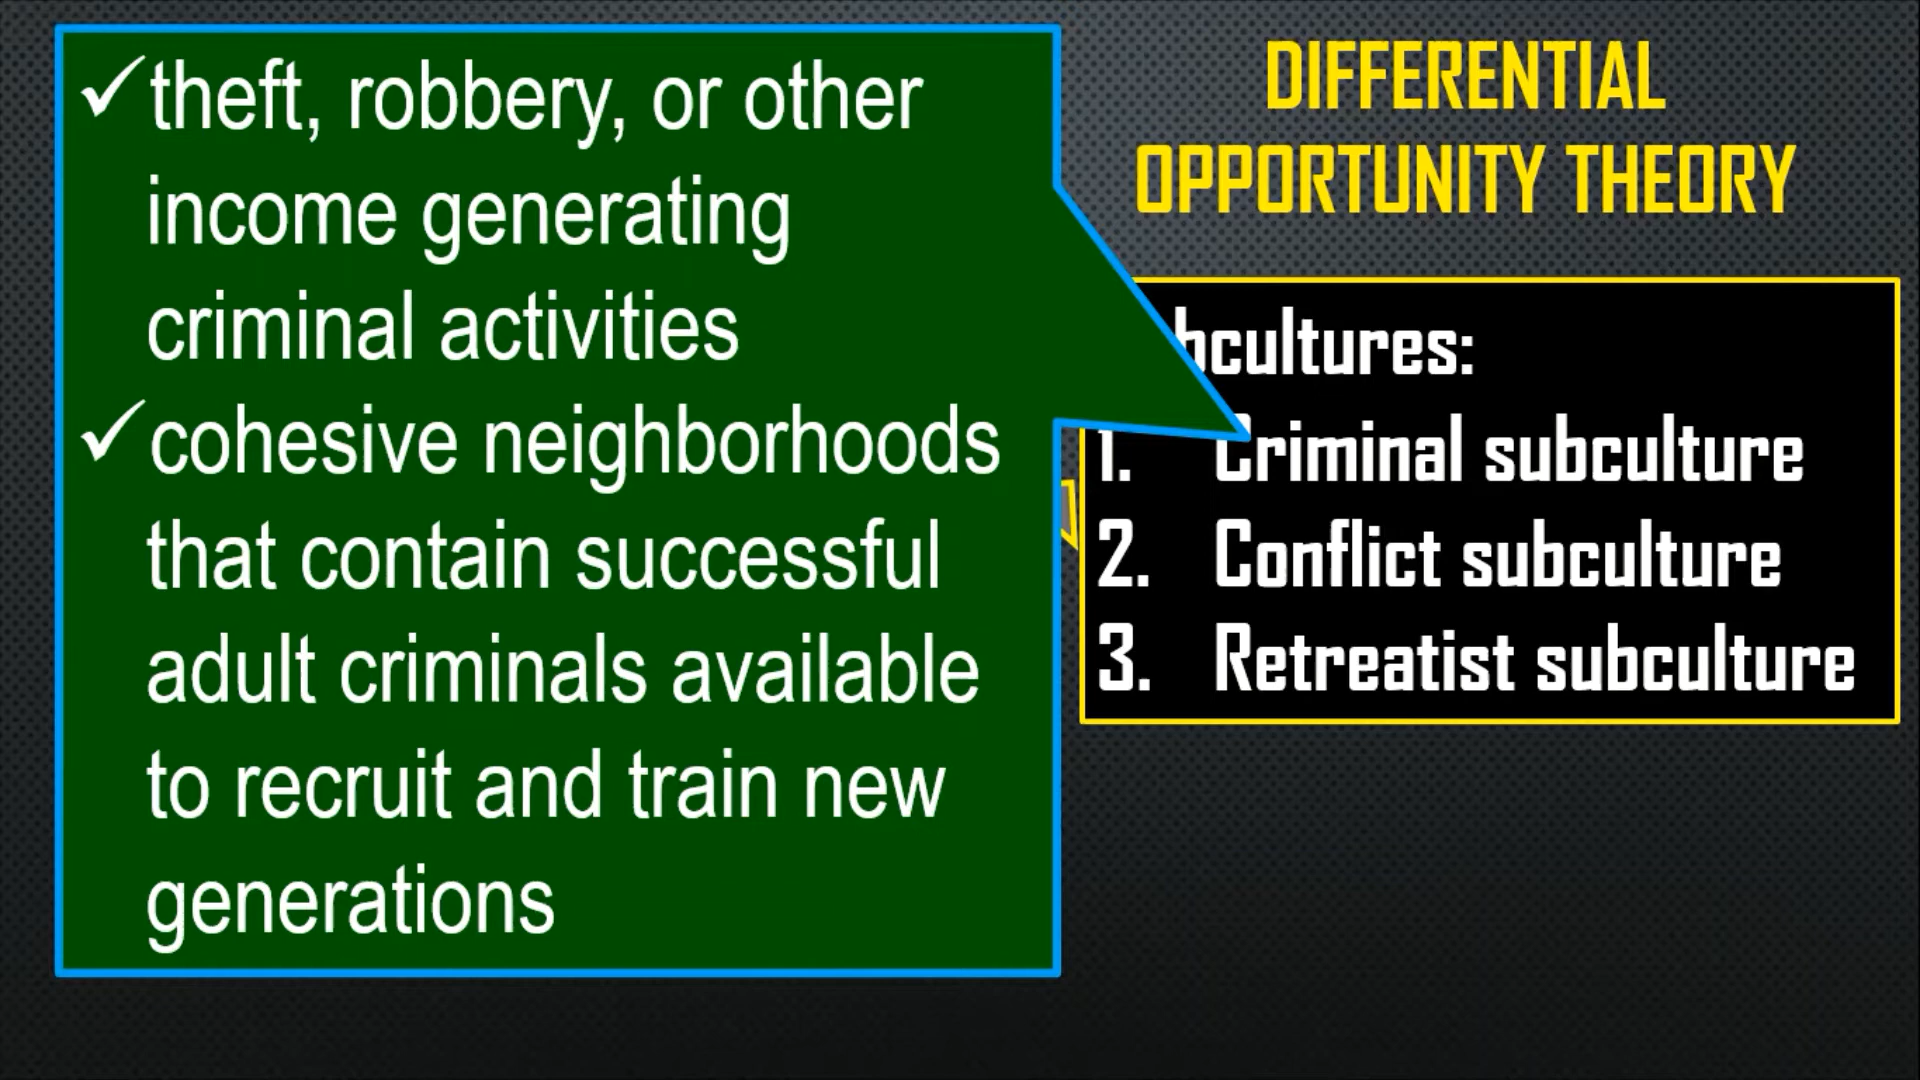 DIFFERENTIAL
OPPORTUNITY THEORY
✓theft, robbery, or other
income generating
criminal activities
✓cohesive neighborhoods
that contain successful
adult criminals available
to recruit and train new
generations
bcultures:
1. Criminal subculture
2. Conflict subculture
3. Retreatist subculture